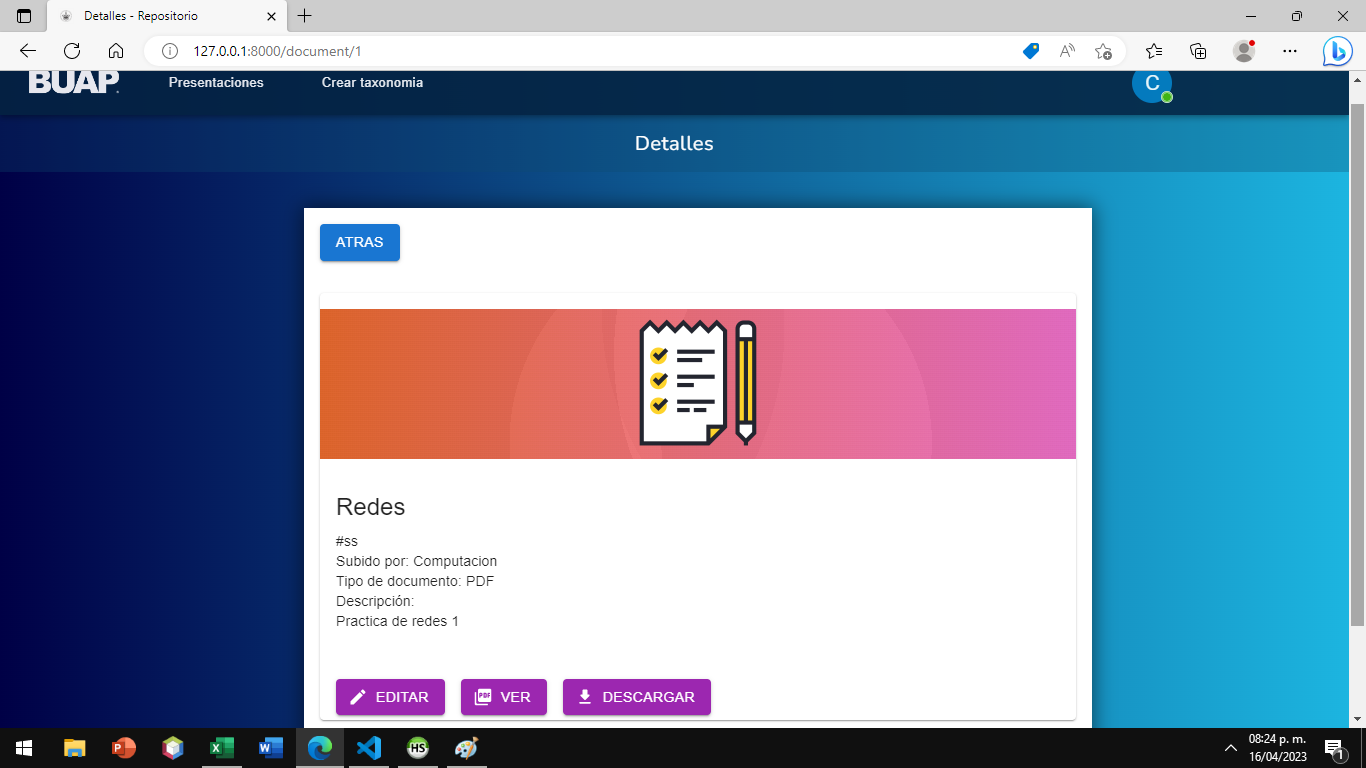 Detalles - Repositorio
127.0.0.1:8000/document/1
BUAP.
Presentaciones
Crear taxonomia
C
Detalles
ATRAS
Redes
#ss
Subido por: Computacion
Tipo de documento: PDF
Descripción:
Practica de redes 1
EDITAR
PDF VER
DESCARGAR
08:24 p. m.
16/04/2023
1